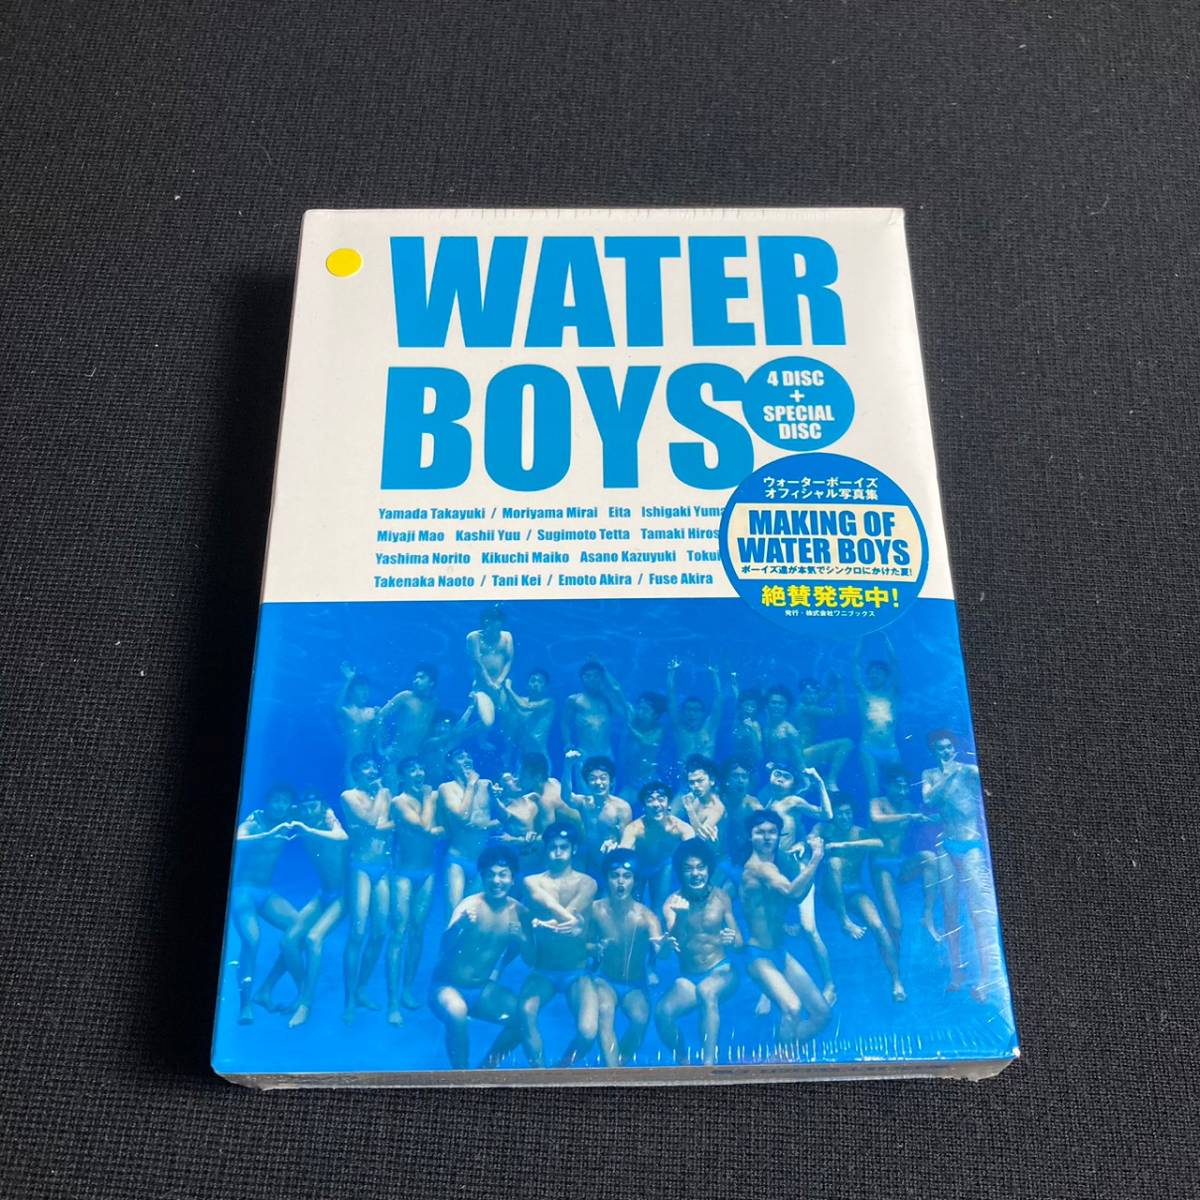 WATER
BOYS
4 DISC
+
SPECIAL
DISC
Yamada Takayuki / Moriyama Mirai Eita Ishigaki Yuma
Miyaji Mao Kashii Yuu / Sugimoto Tetta Tamaki Hiros
Yashima Norito Kikuchi Maiko Asano Kazuyuki Tokui
Takenaka Naoto / Tani Kei / Emoto Akira / Fuse Akira
ウォーターボーイズ
オフィシャル写真集
MAKING OF
WATER BOYS
ボーイズ達が本気でシンクロにかけた夏!
絶賛発売中!
発行・株式会社ワニブックス